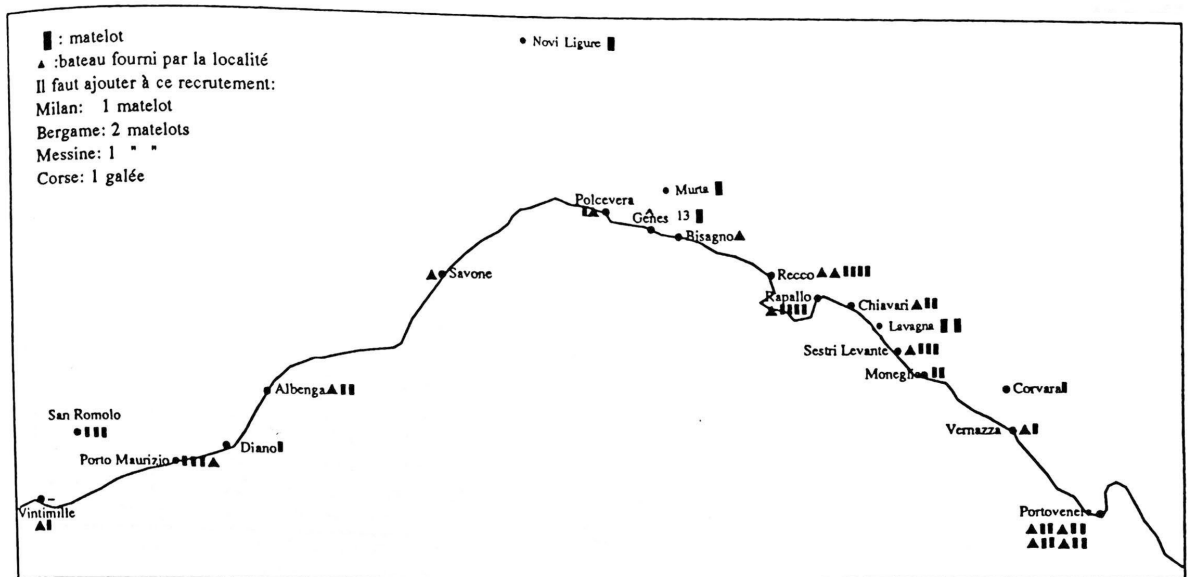 : matelot
:bateau fourni par la localité
Il faut ajouter à ce recrutement:
Milan: 1 matelot
Bergame: 2 matelots
Messine: 1 " "
Corse: 1 galée
Novi Ligure
Murta
Polcevera
Gênes 13
Bisagno
Savone
Recco
Rapallo
Chiavari
Lavagna
Sestri Levante
Moneglia
Albenga
Corvara
San Romolo
Vernazza
Diano
Porto Maurizio
Vintimille
Portovener